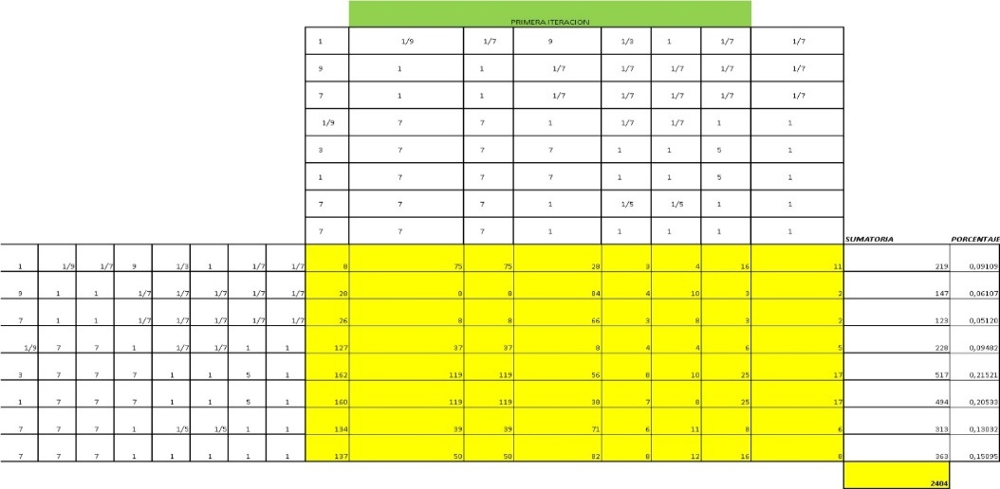 PRIMERA ITERACION
1 1/9 1/7 9 1/3 1 1/7 1/7
9 1 1 1/7 1/7 1/7 1/7 1/7
7 1 1 1/7 1/7 1/7 1/7 1/7
1/9 7 7 1 1/7 1/7 1 1
3 7 7 7 1 1 5 1
1 7 7 7 1 1 5 1
7 7 7 1 1/5 1/5 1 1
7 7 7 1 1 1 1 1
SUMATORIA PORCENTAJE
1 1/9 1/7 9 1/3 1 1/7 1/7 8 75 75 28 3 4 16 11 219 0,09109
9 1 1 1/7 1/7 1/7 1/7 1/7 28 8 8 84 4 10 3 2 147 0,06107
7 1 1 1/7 1/7 1/7 1/7 1/7 26 8 8 66 3 8 3 2 123 0,05120
1/9 7 7 1 1/7 1/7 1 1 127 37 37 8 4 4 6 5 228 0,09482
3 7 7 7 1 1 5 1 162 119 119 56 8 10 25 17 517 0,21521
1 7 7 7 1 1 5 1 160 119 119 38 7 8 25 17 494 0,20533
7 7 7 1 1/5 1/5 1 1 134 39 39 71 6 11 8 6 313 0,13032
7 7 7 1 1 1 1 1 137 50 50 82 8 12 16 8 363 0,15095
2404